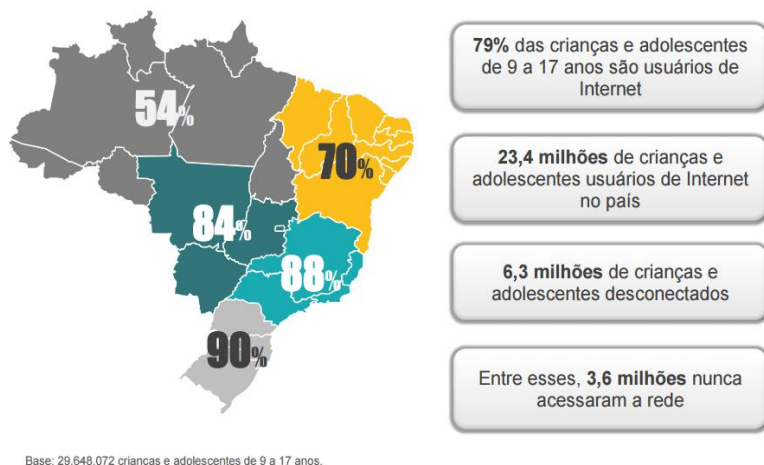 54%
70%
84%
88%
90%
79% das crianças e adolescentes
de 9 a 17 anos são usuários de
Internet
23,4 milhões de crianças e
adolescentes usuários de Internet
no país
6,3 milhões de crianças e
adolescentes desconectados
Entre esses, 3,6 milhões nunca
acessaram a rede
Base: 29.648.072 crianças e adolescentes de 9 a 17 anos.